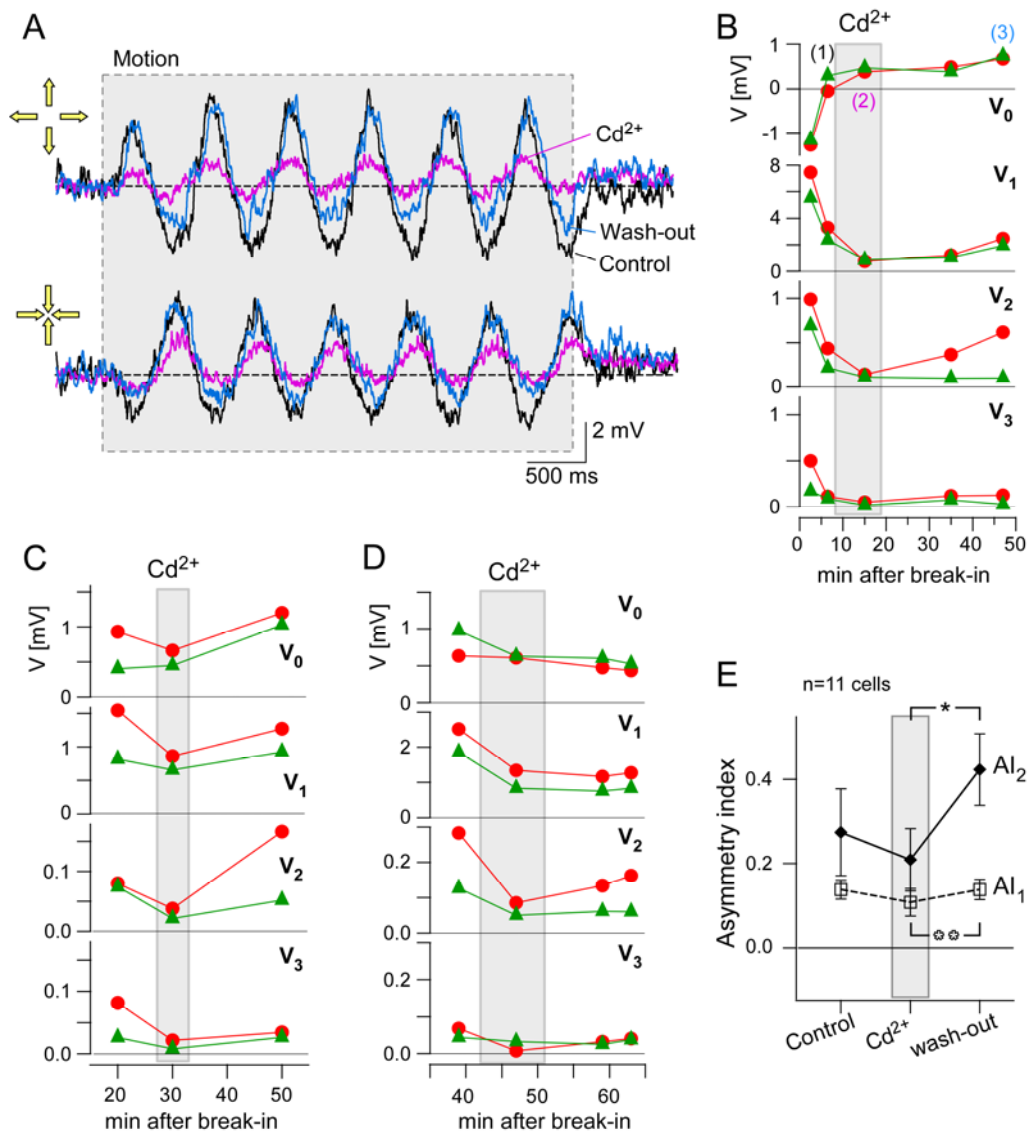 A
Motion
Cd2+
Wash-out
Control
2 mV
500 ms
B
Cd2+
(1)
(2)
(3)
V [mV]
1
0
-1
V0
8
4
0
V1
1
0
V2
1
0
V3
0 10 20 30 40 50
min after break-in
C
Cd2+
V [mV]
1
0
V0
1
0
V1
0.1
0.0
V2
0.1
0.0
V3
20 30 40 50
min after break-in
D
Cd2+
V [mV]
1
0
V0
2
0
V1
0.2
0.0
V2
0.2
0.0
V3
40 50 60
min after break-in
E
n=11 cells
*
Asymmetry index
0.4
0.2
0.0
AI2
AI1
Control
Cd2+
wash-out